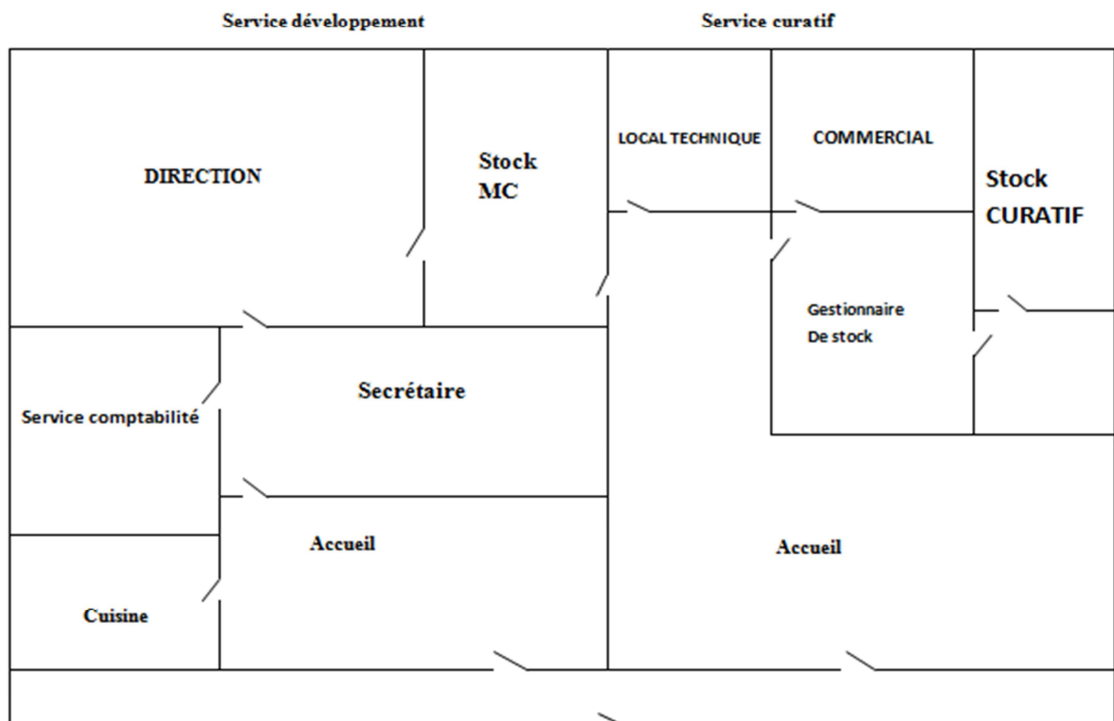 Service développement
Service curatif
DIRECTION
Stock
MC
LOCAL TECHNIQUE
COMMERCIAL
Stock
CURATIF
Gestionnaire
De stock
Secrétaire
Service comptabilité
Accueil
Accueil
Cuisine